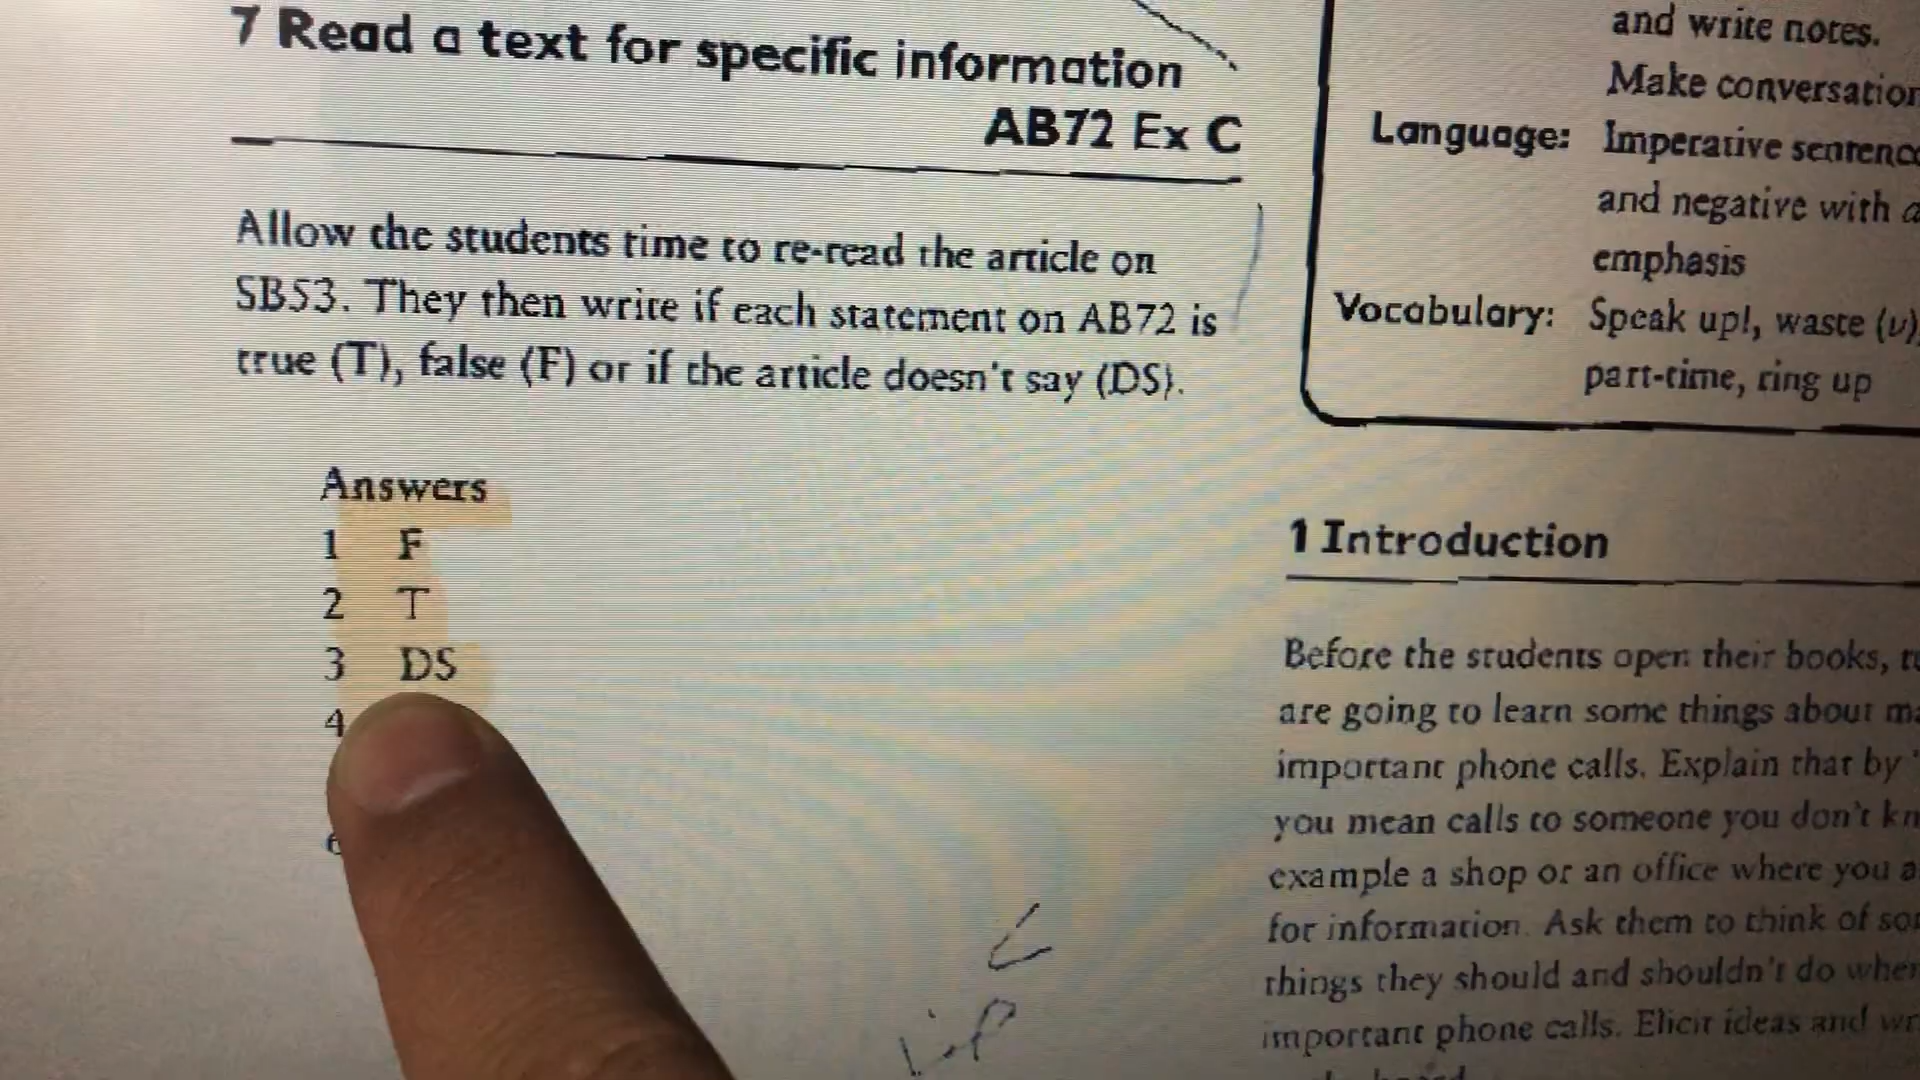 7 Read a text for specific information
AB72 Ex C
Allow the students time to re-read the article on
SB53. They then write if each statement on AB72 is
true (T), false (F) or if the article doesn't say (DS).
Answers
1 F
2 T
3 DS
4
6
and write notes.
Make conversation
Language: Imperative sentenc
and negative with
emphasis
Vocabulary: Speak up!, waste (v)
part-time, ring up
1 Introduction
Before the students open their books,
are going to learn some things about
important phone calls. Explain that by
you mean calls to someone you don't
example a shop or an office where you
for information. Ask them to think of
things they should and shouldn't do
important phone calls. Elicit ideas and